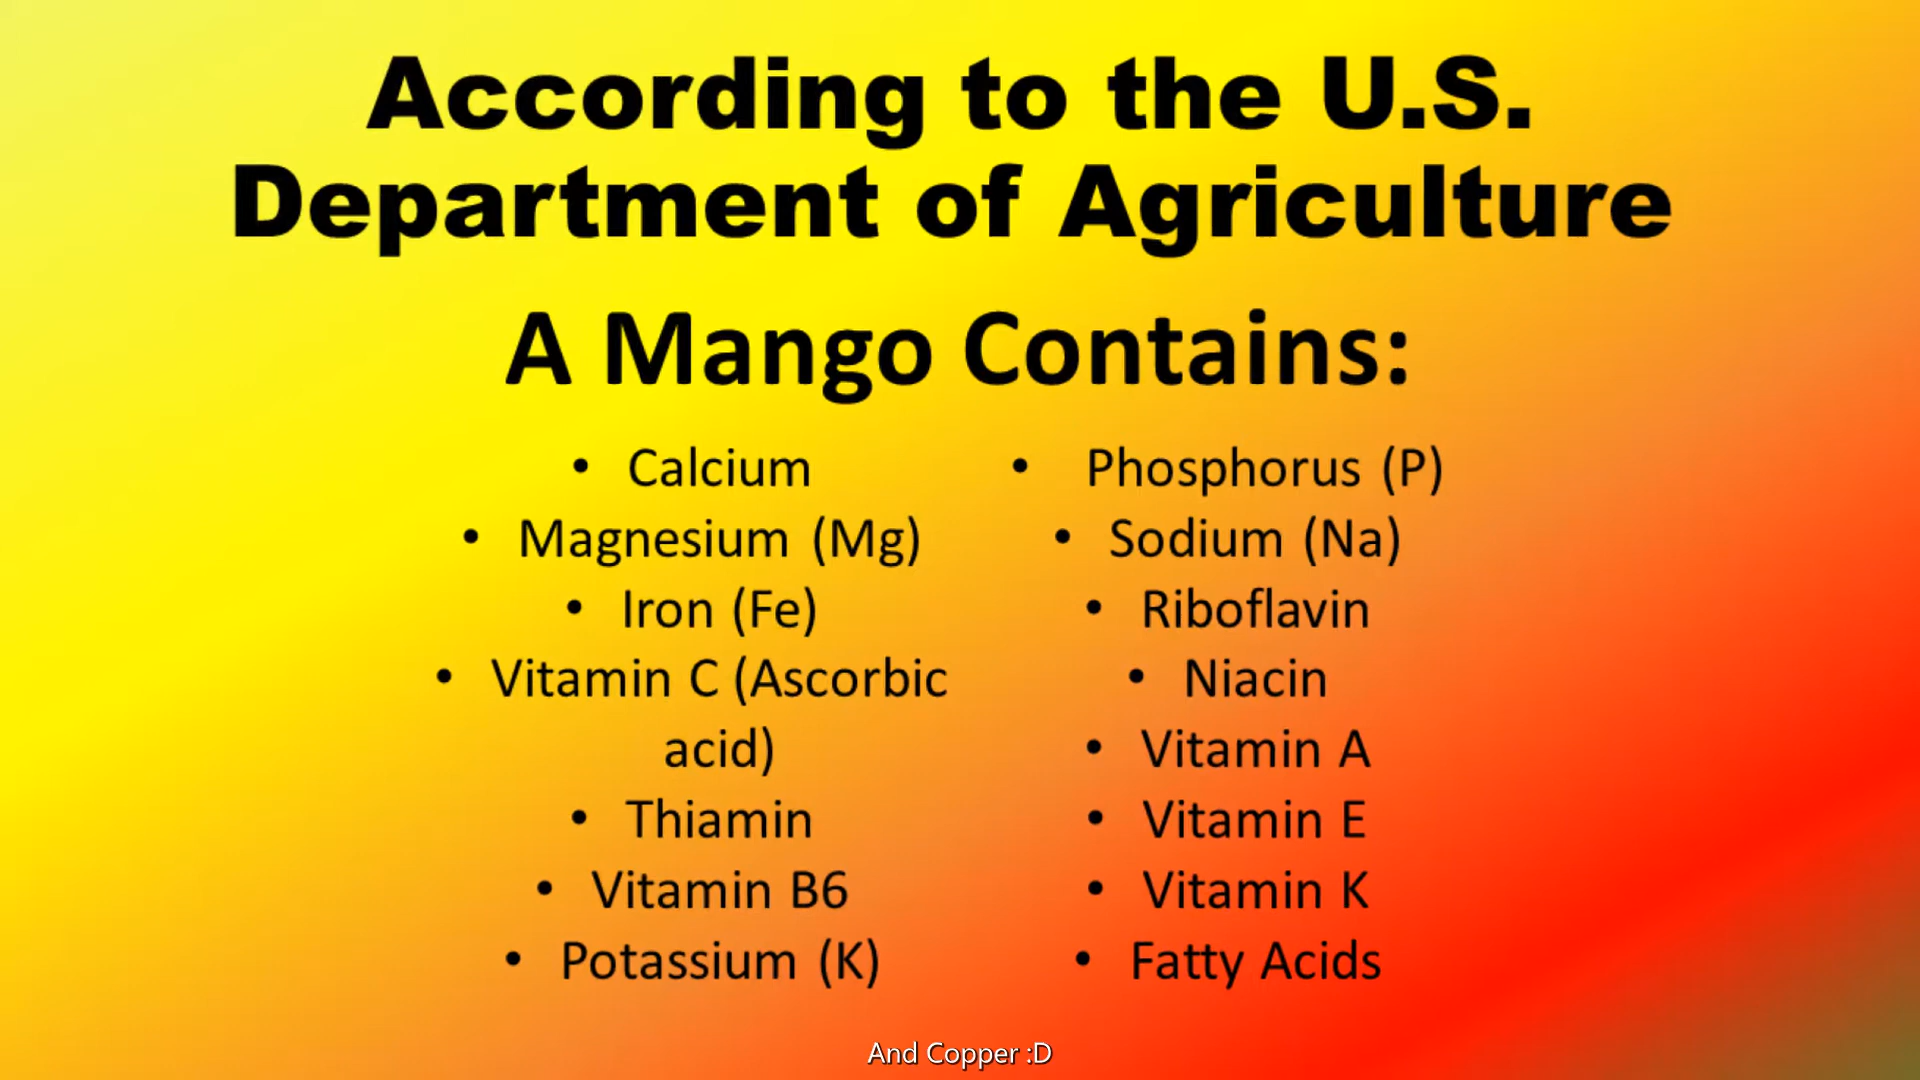 According to the U.S.
Department of Agriculture
A Mango Contains:
• Calcium
• Magnesium (Mg)
• Iron (Fe)
• Vitamin C (Ascorbic
acid)
• Thiamin
• Vitamin B6
• Potassium (K)
• Phosphorus (P)
• Sodium (Na)
• Riboflavin
• Niacin
• Vitamin A
• Vitamin E
• Vitamin K
• Fatty Acids
And Copper :D